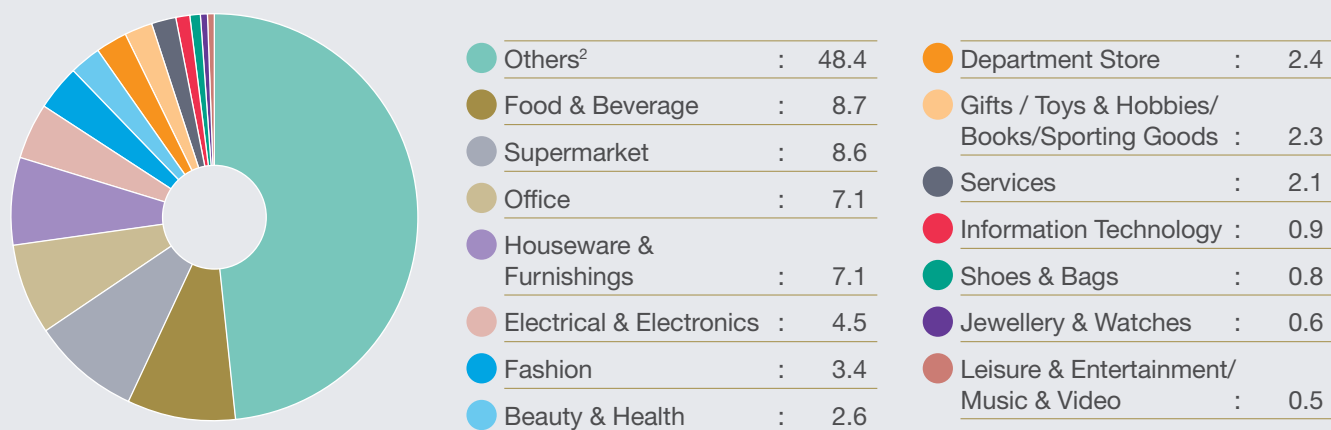 Others² : 48.4
Food & Beverage : 8.7
Supermarket : 8.6
Office : 7.1
Houseware &
Furnishings : 7.1
Electrical & Electronics : 4.5
Fashion : 3.4
Beauty & Health : 2.6
Department Store : 2.4
Gifts / Toys & Hobbies/
Books/Sporting Goods : 2.3
Services : 2.1
Information Technology : 0.9
Shoes & Bags : 0.8
Jewellery & Watches : 0.6
Leisure & Entertainment/
Music & Video : 0.5